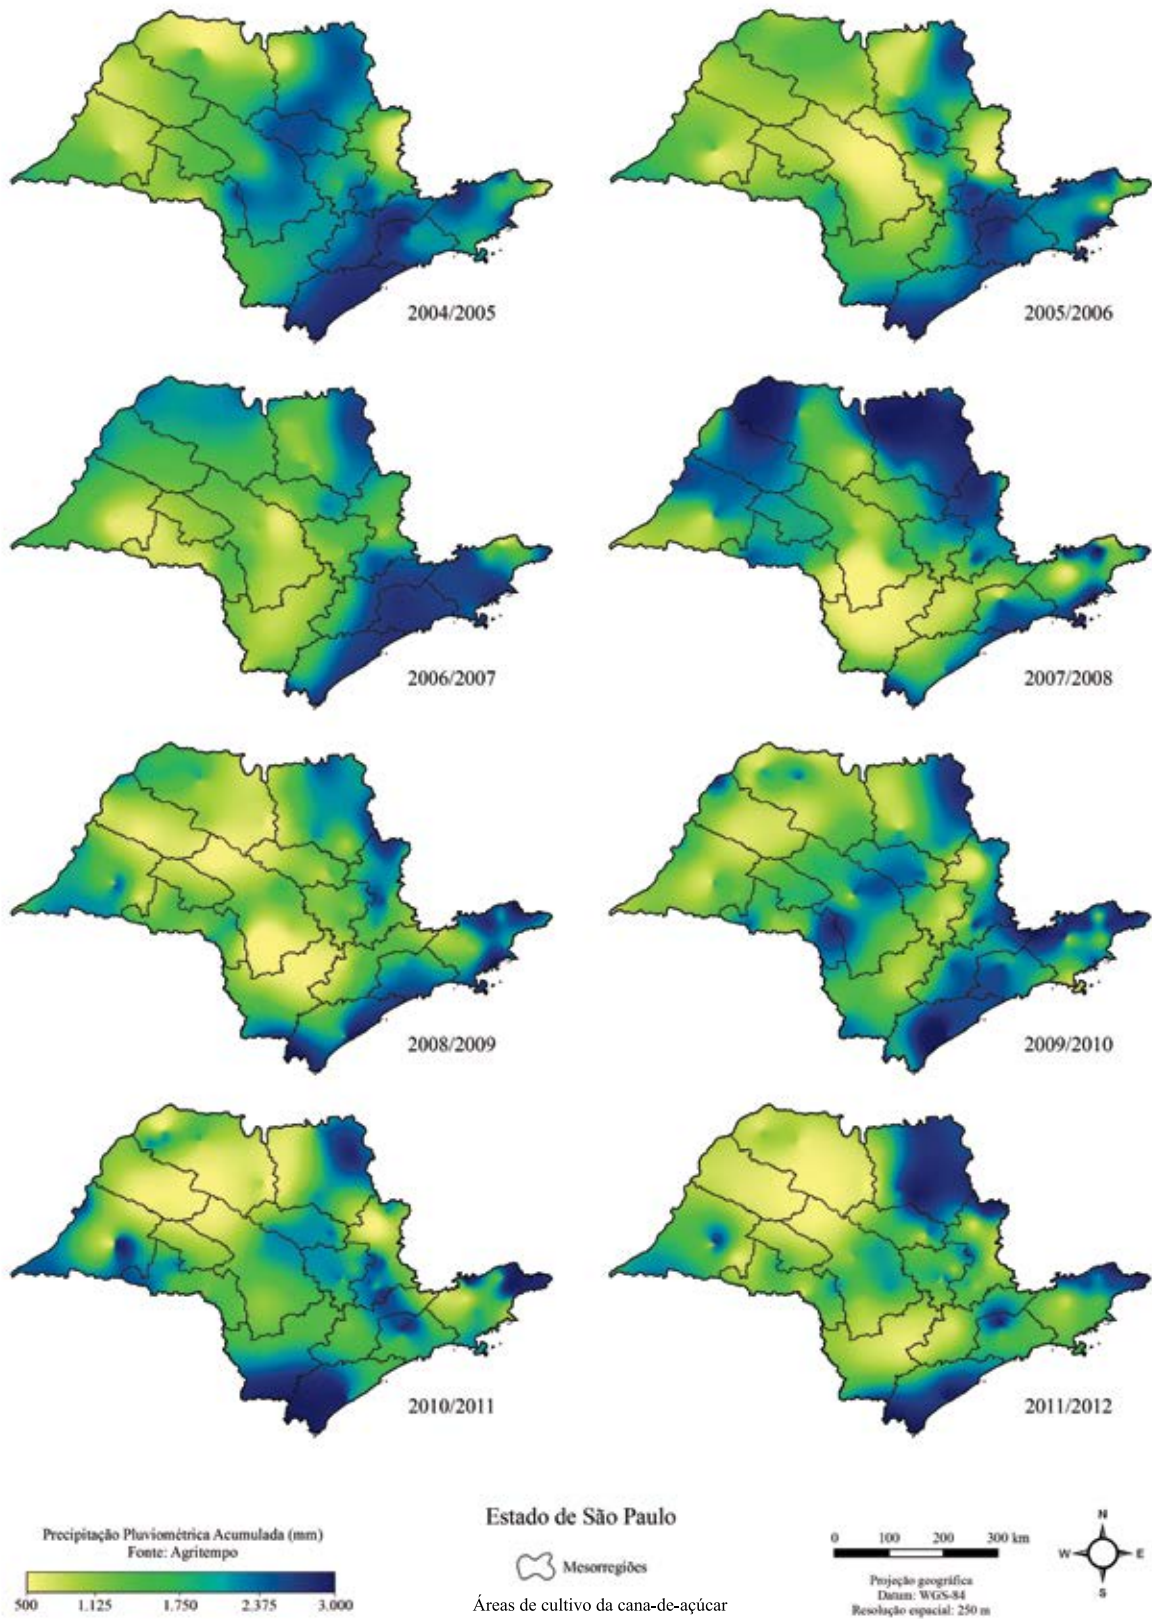 2004/2005
2005/2006
2006/2007
2007/2008
2008/2009
2009/2010
2010/2011
2011/2012
Precipitação Pluviométrica Acumulada (mm)
Fonte: Agritempo
500 1.125 1.750 2.375 3.000
Estado de São Paulo
Mesorregiões
Áreas de cultivo da cana-de-açúcar
0 100 200 300 km
Projeção geográfica
Datum: WGS-84
Resolução espacial: 250 m
N
W E
S